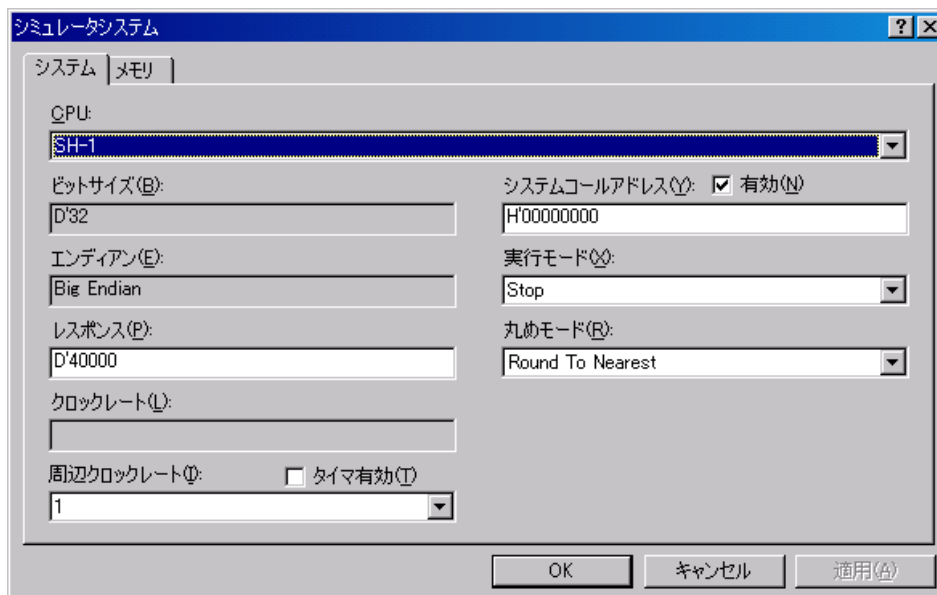 シミュレータシステム
システム
メモリ
CPU:
SH-1
ビットサイズ(B):
D'32
システムコールアドレス(Y):
有効(N)
H'00000000
エンディアン(E):
Big Endian
実行モード(X):
Stop
レスポンス(P):
D'40000
丸めモード(R):
Round To Nearest
クロックレート(L):
周辺クロックレート(I):
タイマ有効(T)
1
OK
キャンセル
適用(A)